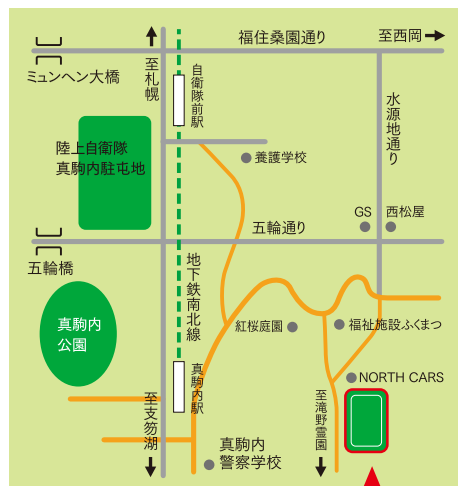 福住桑園通り
至西岡
ミュンヘン大橋
至札幌
自衛隊前駅
水源地通り
陸上自衛隊
真駒内駐屯地
養護学校
GS
西松屋
五輪通り
五輪橋
地下鉄南北線
真駒内
公園
紅桜庭園
福祉施設ふくまつ
真駒内駅
NORTH CARS
至支笏湖
至滝野霊園
真駒内
警察学校